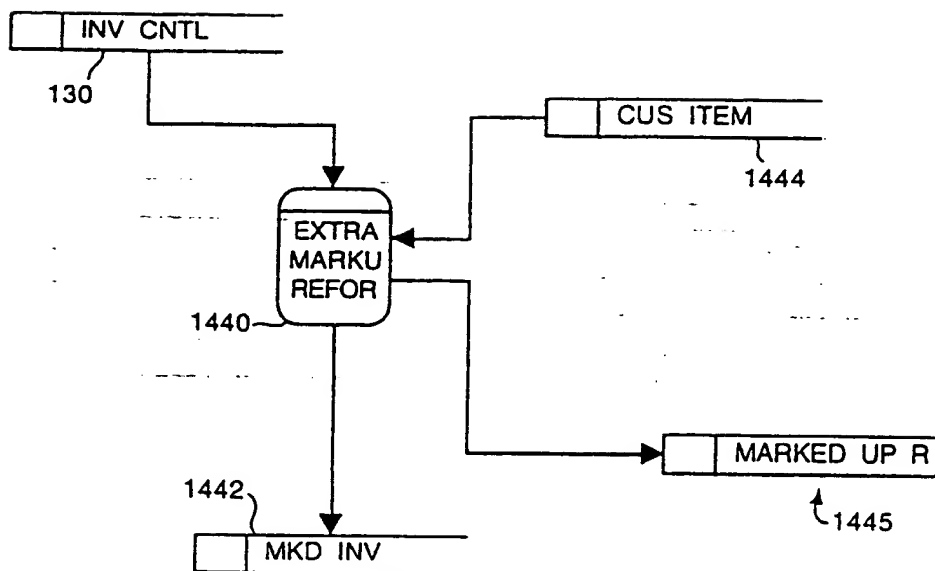 INV CNTL
130
CUS ITEM
1444
EXTRA
MARKU
REFOR
1440
MARKED UP R
1445
1442
MKD INV